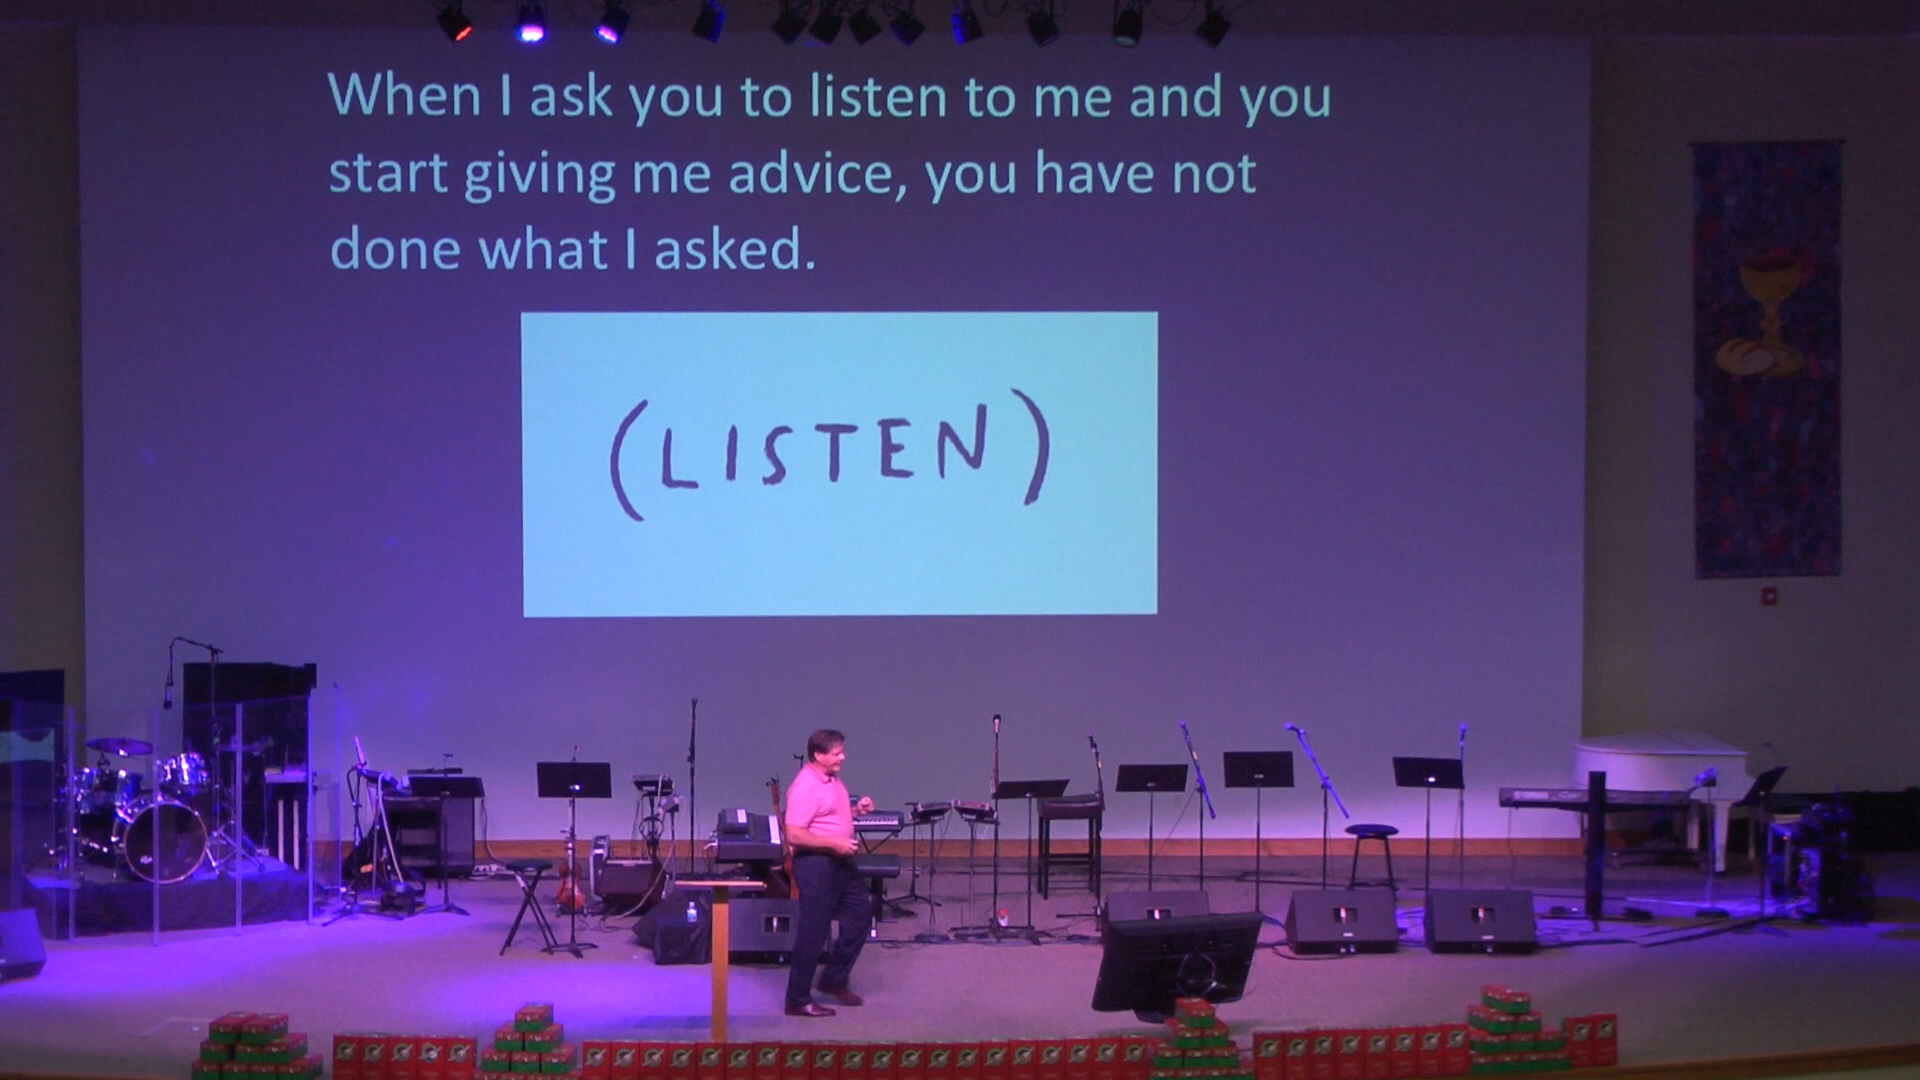 When I ask you to listen to me and you
start giving me advice, you have not
done what I asked.
(LISTEN)